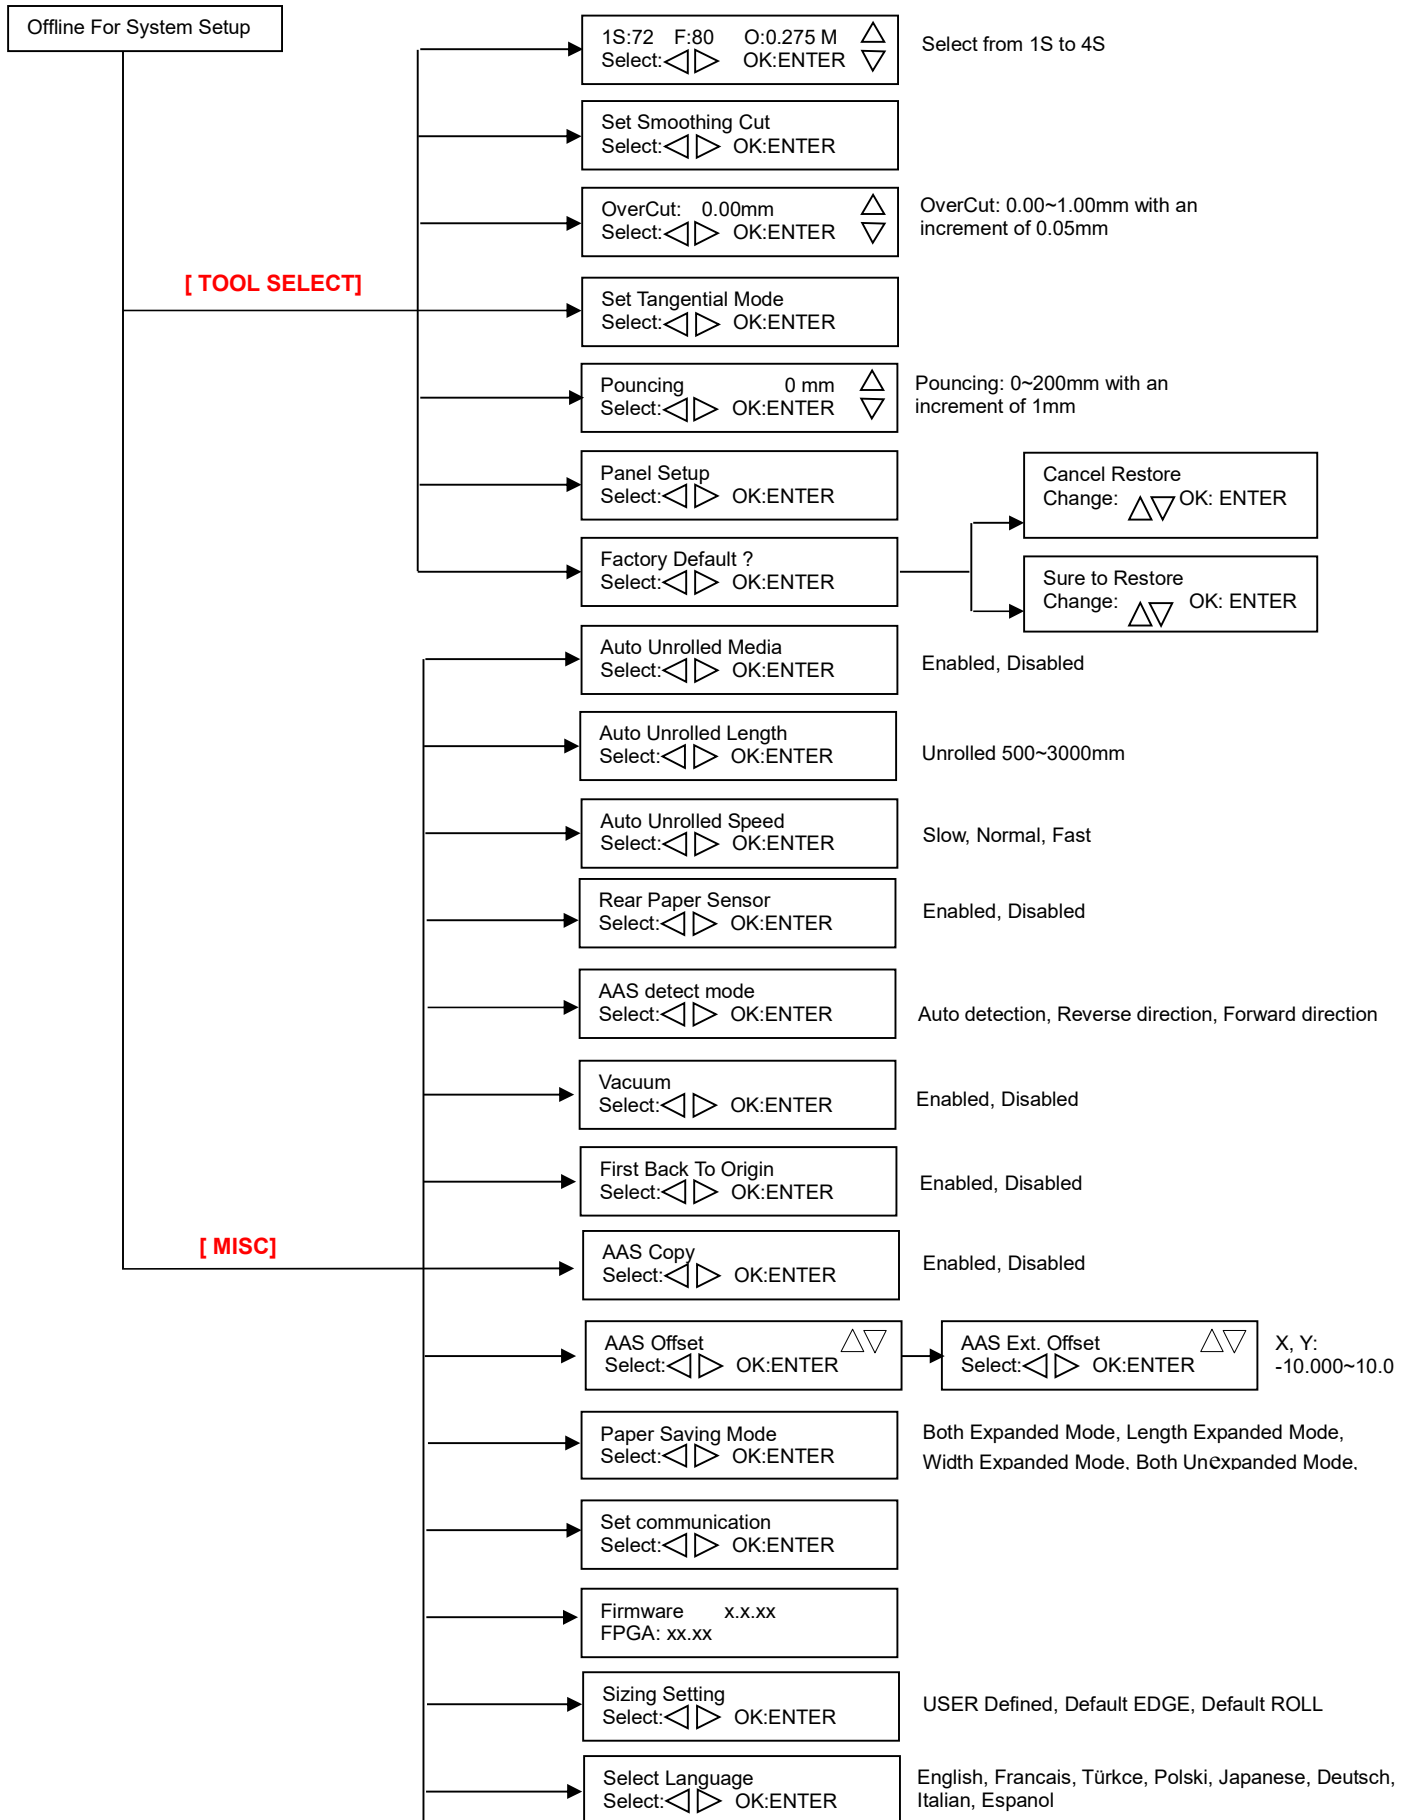 Offline For System Setup
1S:72 F:80 O:0.275 M
Select: OK:ENTER
Select from 1S to 4S
Set Smoothing Cut
Select: OK:ENTER
OverCut: 0.00mm
Select: OK:ENTER
OverCut: 0.00~1.00mm with an
increment of 0.05mm
[ TOOL SELECT]
Set Tangential Mode
Select: OK:ENTER
Pouncing 0 mm
Select: OK:ENTER
Pouncing: 0~200mm with an
increment of 1mm
Panel Setup
Select: OK:ENTER
Cancel Restore
Change: OK: ENTER
Factory Default ?
Select: OK:ENTER
Sure to Restore
Change: OK: ENTER
Auto Unrolled Media
Select: OK:ENTER
Enabled, Disabled
Auto Unrolled Length
Select: OK:ENTER
Unrolled 500~3000mm
Auto Unrolled Speed
Select: OK:ENTER
Slow, Normal, Fast
Rear Paper Sensor
Select: OK:ENTER
Enabled, Disabled
AAS detect mode
Select: OK:ENTER
Auto detection, Reverse direction, Forward direction
Vacuum
Select: OK:ENTER
Enabled, Disabled
First Back To Origin
Select: OK:ENTER
Enabled, Disabled
[ MISC]
AAS Copy
Select: OK:ENTER
Enabled, Disabled
AAS Offset
Select: OK:ENTER
AAS Ext. Offset
Select: OK:ENTER
X, Y:
-10.000~10.0
Paper Saving Mode
Select: OK:ENTER
Both Expanded Mode, Length Expanded Mode,
Width Expanded Mode, Both Unexpanded Mode,
Set communication
Select: OK:ENTER
Firmware x.x.xx
FPGA: xx.xx
Sizing Setting
Select: OK:ENTER
USER Defined, Default EDGE, Default ROLL
Select Language
Select: OK:ENTER
English, Francais, Türkce, Polski, Japanese, Deutsch,
Italian, Espanol